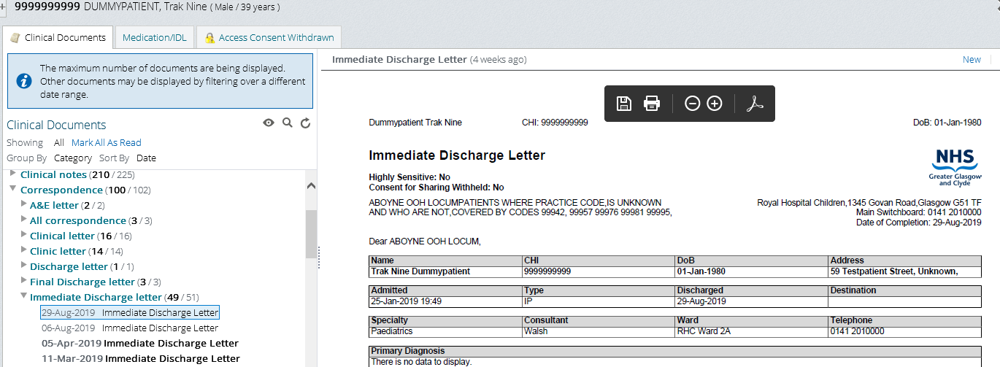 9999999999 DUMMYPATIENT, Trak Nine ( Male / 39 years )
Clinical Documents
Medication/IDL
Access Consent Withdrawn
The maximum number of documents are being displayed.
Other documents may be displayed by filtering over a different
date range.
Clinical Documents
Showing All Mark All As Read
Group By Category Sort By Date
Clinical notes (210 / 225)
Correspondence (100 / 102)
A&E letter (2 / 2)
All correspondence (3 / 3)
Clinical letter (16 / 16)
Clinic letter (14 / 14)
Discharge letter (1 / 1)
Final Discharge letter (3 / 3)
Immediate Discharge letter (49 / 51)
29-Aug-2019 Immediate Discharge Letter
06-Aug-2019 Immediate Discharge Letter
05-Apr-2019 Immediate Discharge Letter
11-Mar-2019 Immediate Discharge Letter
Immediate Discharge Letter (4 weeks ago)
New
Dummypatient Trak Nine CHI: 9999999999 DoB: 01-Jan-1980
Immediate Discharge Letter
NHS
Greater Glasgow
and Clyde
Highly Sensitive: No
Consent for Sharing Withheld: No
ABOYNE OOH LOCUMPATIENTS WHERE PRACTICE CODE,IS UNKNOWN
AND WHO ARE NOT,COVERED BY CODES 99942, 99957 99976 99981 99995,
Royal Hospital Children,1345 Govan Road,Glasgow G51 TF
Main Switchboard: 0141 2010000
Date of Completion: 29-Aug-2019
Dear ABOYNE OOH LOCUM,
Name CHI DoB Address
Trak Nine Dummypatient 9999999999 01-Jan-1980 59 Testpatient Street, Unknown,
Admitted Type Discharged Destination
25-Jan-2019 19:49 IP 29-Aug-2019
Specialty Consultant Ward Telephone
Paediatrics Walsh RHC Ward 2A 0141 2010000
Primary Diagnosis
There is no data to display.